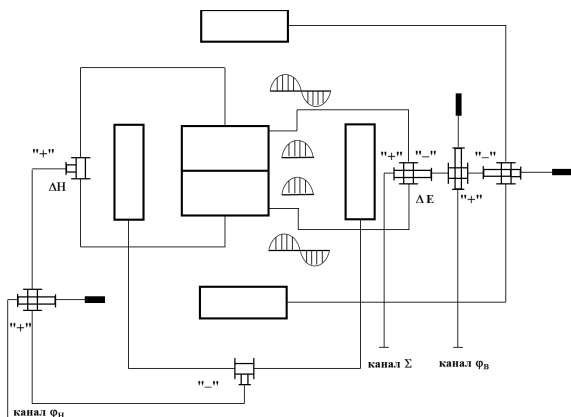 "+"
"+"
"–"
"–"
ΔH
ΔE
"+"
"+"
"–"
канал Σ
канал φв
канал φн